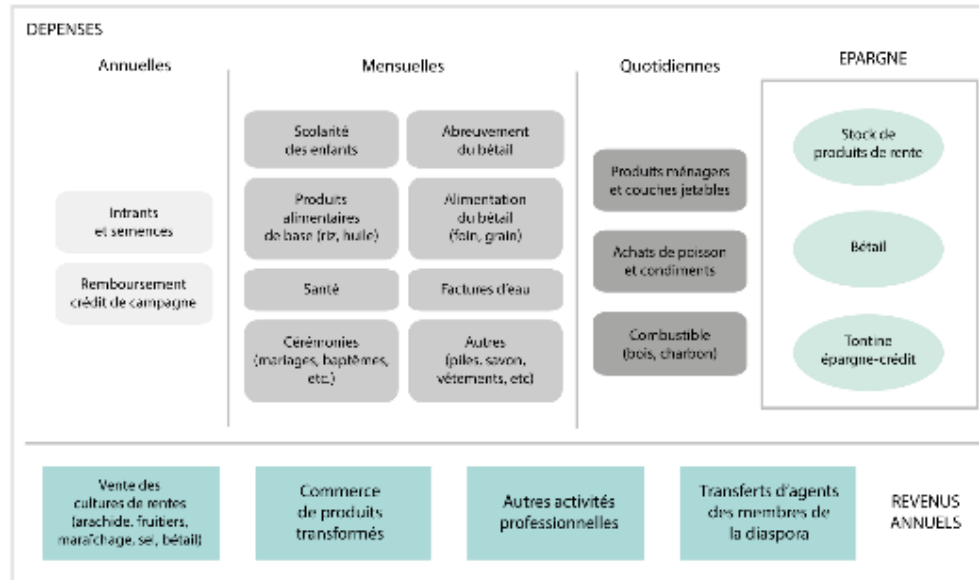 DEPENSES
Annuelles
Mensuelles
Quotidiennes
EPARGNE
Intrants
et semences
Remboursement
crédit de campagne
Scolarité
des enfants
Abreuvement
du bétail
Produits
alimentaires
de base (riz, huile)
Alimentation
du bétail
(foin, grain)
Santé
Factures d'eau
Cérémonies
(mariages, baptêmes,
etc.)
Autres
(piles, savon,
vêtements, etc)
Produits ménagers
et couches jetables
Achats de poisson
et condiments
Combustible
(bois, charbon)
Stock de
produits de rente
Bétail
Tontine
épargne-crédit
Vente des
cultures de rentes
(arachide, fruitiers,
maraîchage, sel, bétail)
Commerce
de produits
transformés
Autres activités
professionnelles
Transferts d'agents
des membres de
la diaspora
REVENUS
ANNUELS